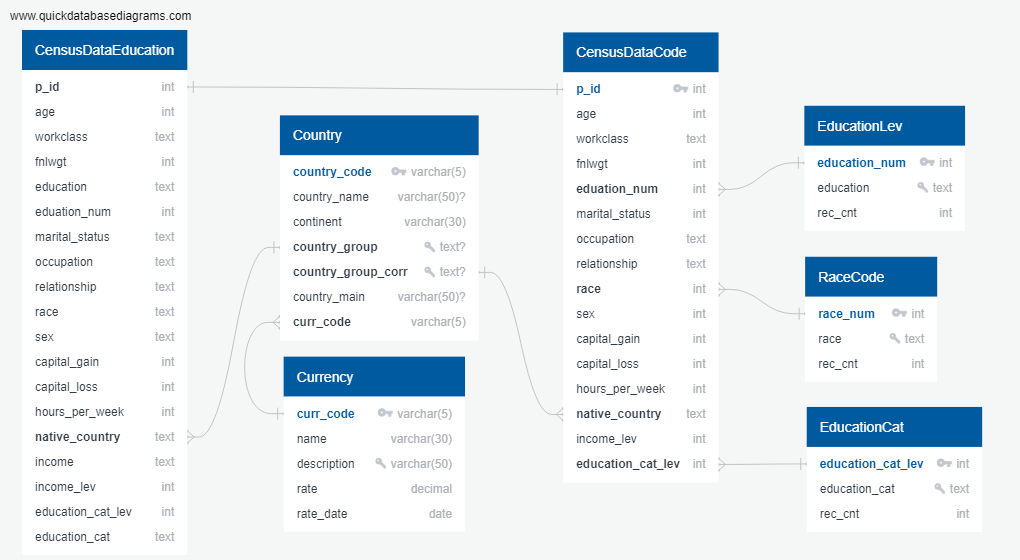 www.quickdatabasediagrams.com
CensusDataEducation
p_id int
age int
workclass text
fnlwgt int
education text
eduation_num int
marital_status text
occupation text
relationship text
race text
sex text
capital_gain int
capital_loss int
hours_per_week int
native_country text
income text
income_lev int
education_cat_lev int
education_cat text
Country
country_code varchar(5)
country_name varchar(50)?
continent varchar(30)
country_group text?
country_group_corr text?
country_main varchar(50)?
curr_code varchar(5)
Currency
curr_code varchar(5)
name varchar(30)
description varchar(50)
rate decimal
rate_date date
CensusDataCode
p_id int
age int
workclass text
fnlwgt int
eduation_num int
marital_status int
occupation text
relationship text
race int
sex int
capital_gain int
capital_loss int
hours_per_week int
native_country text
income_lev int
education_cat_lev int
EducationLev
education_num int
education text
rec_cnt int
RaceCode
race_num int
race text
rec_cnt int
EducationCat
education_cat_lev int
education_cat text
rec_cnt int